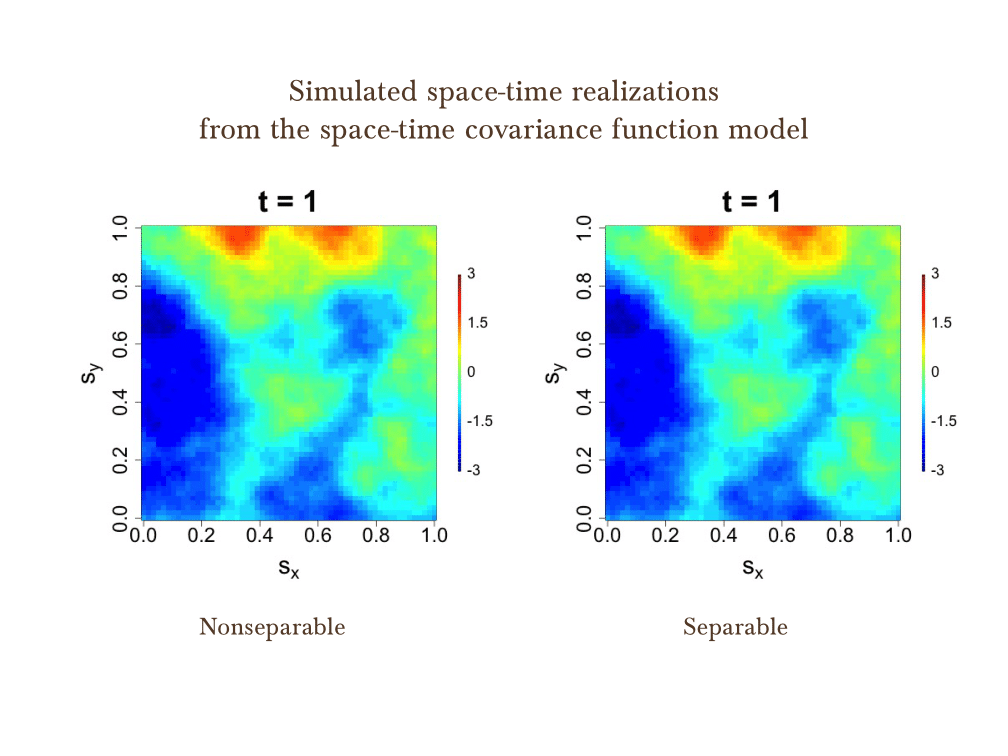 Simulated space-time realizations
from the space-time covariance function model
t = 1
1.0
0.8
0.6
0.4
0.2
0.0
sy
0.0 0.2 0.4 0.6 0.8 1.0
sx
3
1.5
0
-1.5
-3
Nonseparable
t = 1
1.0
0.8
0.6
0.4
0.2
0.0
sy
0.0 0.2 0.4 0.6 0.8 1.0
sx
3
1.5
0
-1.5
-3
Separable